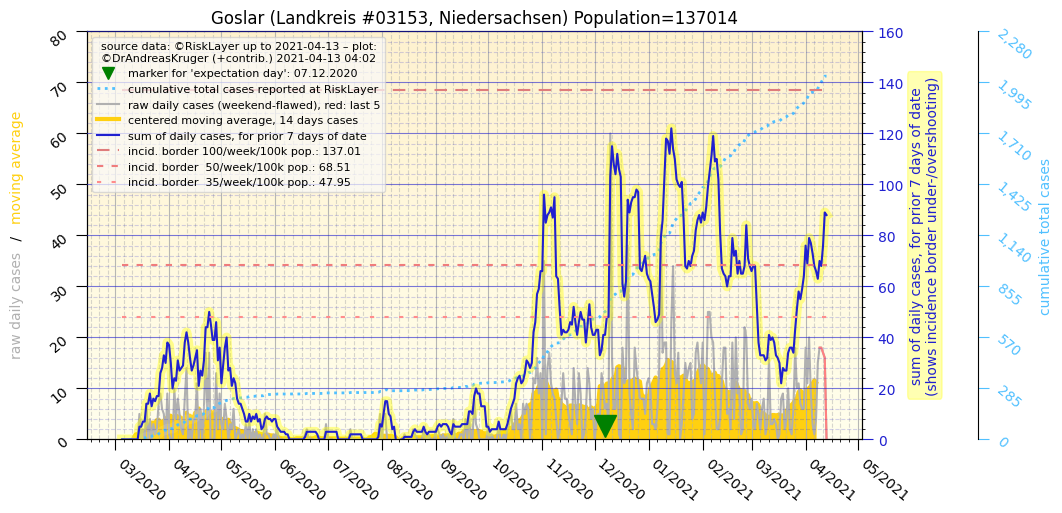 Goslar (Landkreis #03153, Niedersachsen) Population=137014
source data: ©RiskLayer up to 2021-04-13 – plot:
©DrAndreasKruger (+contrib.) 2021-04-13 04:02
marker for 'expectation day': 07.12.2020
cumulative total cases reported at RiskLayer
raw daily cases (weekend-flawed), red: last 5
centered moving average, 14 days cases
sum of daily cases, for prior 7 days of date
incid. border 100/week/100k pop.: 137.01
incid. border  50/week/100k pop.: 68.51
incid. border  35/week/100k pop.: 47.95
raw daily cases  /  moving average
80
70
60
50
40
30
20
10
0
160
140
120
100
80
60
40
20
0
sum of daily cases, for prior 7 days of date
(shows incidence border under-/overshooting)
2,280
1,995
1,710
1,425
1,140
855
570
285
0
cumulative total cases
03/2020
04/2020
05/2020
06/2020
07/2020
08/2020
09/2020
10/2020
11/2020
12/2020
01/2021
02/2021
03/2021
04/2021
05/2021